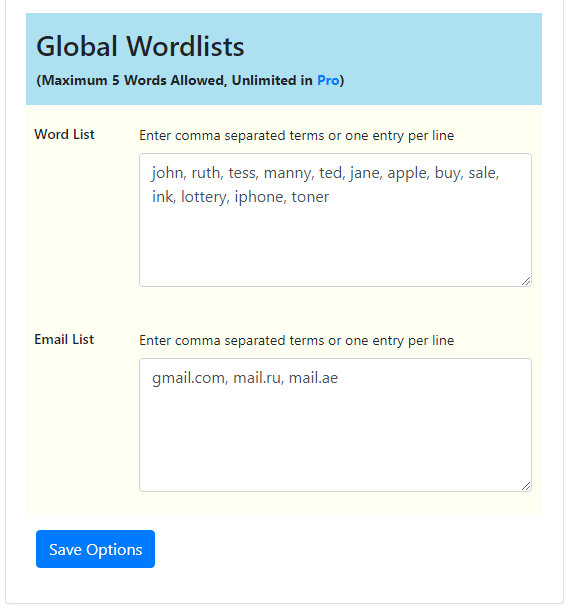 Global Wordlists
(Maximum 5 Words Allowed, Unlimited in Pro)
Word List
Enter comma separated terms or one entry per line
john, ruth, tess, manny, ted, jane, apple, buy, sale,
ink, lottery, iphone, toner
Email List
Enter comma separated terms or one entry per line
gmail.com, mail.ru, mail.ae
Save Options